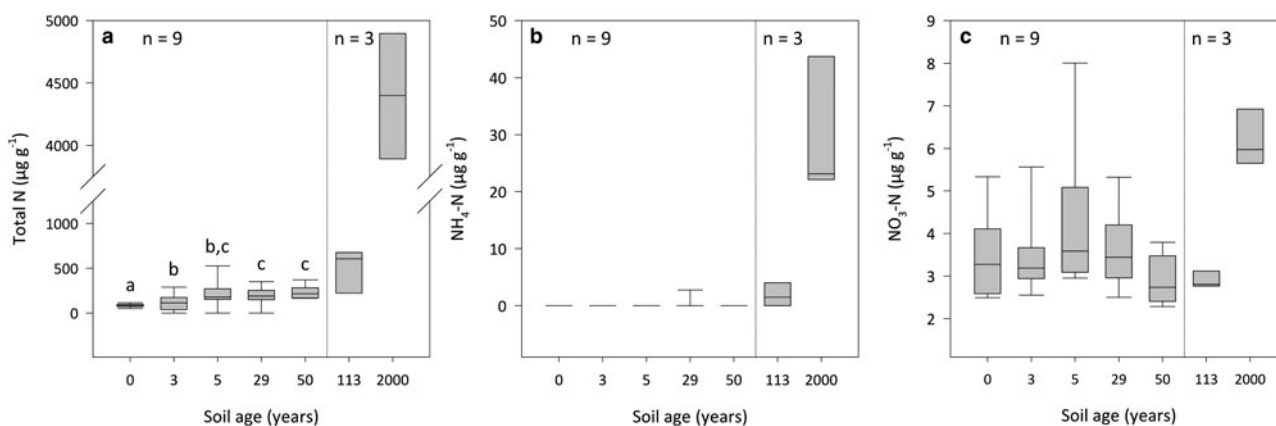 a n = 9 n = 3
5000
4500
4000
1000
500
0
Total N (µg g⁻¹)
a b b,c c c
0 3 5 29 50 113 2000
Soil age (years)
b n = 9 n = 3
50
40
30
20
10
0
NH₄-N (µg g⁻¹)
0 3 5 29 50 113 2000
Soil age (years)
c n = 9 n = 3
9
8
7
6
5
4
3
2
NO₃-N (µg g⁻¹)
0 3 5 29 50 113 2000
Soil age (years)